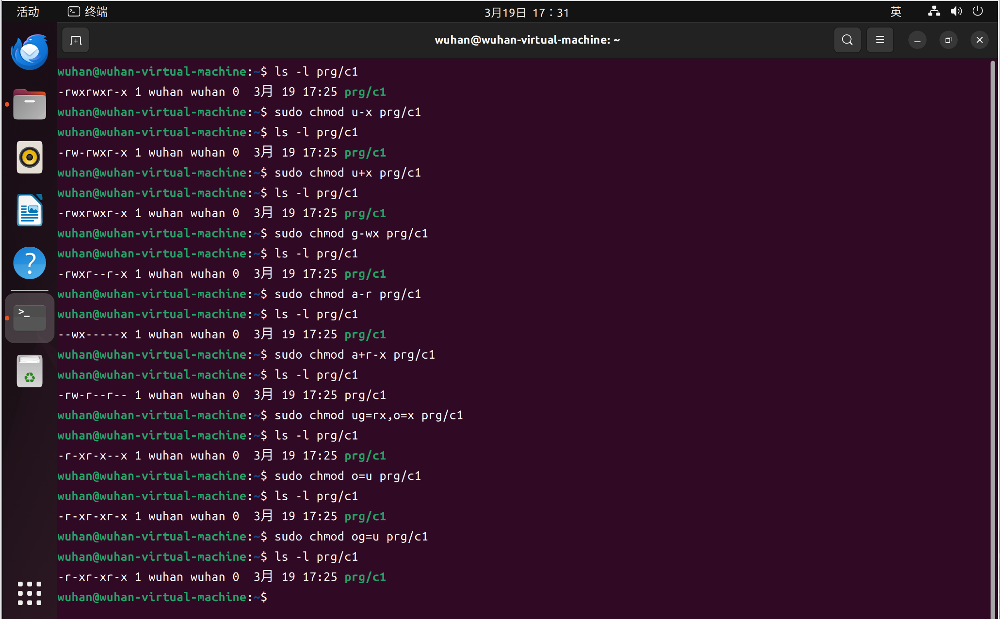 活动 终端 3月19日 17：31 英
wuhan@wuhan-virtual-machine: ~
wuhan@wuhan-virtual-machine:~$ ls -l prg/c1
-rwxrwxr-x 1 wuhan wuhan 0  3月 19 17:25 prg/c1
wuhan@wuhan-virtual-machine:~$ sudo chmod u-x prg/c1
wuhan@wuhan-virtual-machine:~$ ls -l prg/c1
-rw-rwxr-x 1 wuhan wuhan 0  3月 19 17:25 prg/c1
wuhan@wuhan-virtual-machine:~$ sudo chmod u+x prg/c1
wuhan@wuhan-virtual-machine:~$ ls -l prg/c1
-rwxrwxr-x 1 wuhan wuhan 0  3月 19 17:25 prg/c1
wuhan@wuhan-virtual-machine:~$ sudo chmod g-wx prg/c1
wuhan@wuhan-virtual-machine:~$ ls -l prg/c1
-rwxr--r-x 1 wuhan wuhan 0  3月 19 17:25 prg/c1
wuhan@wuhan-virtual-machine:~$ sudo chmod a-r prg/c1
wuhan@wuhan-virtual-machine:~$ ls -l prg/c1
--wx-----x 1 wuhan wuhan 0  3月 19 17:25 prg/c1
wuhan@wuhan-virtual-machine:~$ sudo chmod a+r-x prg/c1
wuhan@wuhan-virtual-machine:~$ ls -l prg/c1
-rw-r--r-- 1 wuhan wuhan 0  3月 19 17:25 prg/c1
wuhan@wuhan-virtual-machine:~$ sudo chmod ug=rx,o=x prg/c1
wuhan@wuhan-virtual-machine:~$ ls -l prg/c1
-r-xr-x--x 1 wuhan wuhan 0  3月 19 17:25 prg/c1
wuhan@wuhan-virtual-machine:~$ sudo chmod o=u prg/c1
wuhan@wuhan-virtual-machine:~$ ls -l prg/c1
-r-xr-xr-x 1 wuhan wuhan 0  3月 19 17:25 prg/c1
wuhan@wuhan-virtual-machine:~$ sudo chmod og=u prg/c1
wuhan@wuhan-virtual-machine:~$ ls -l prg/c1
-r-xr-xr-x 1 wuhan wuhan 0  3月 19 17:25 prg/c1
wuhan@wuhan-virtual-machine:~$